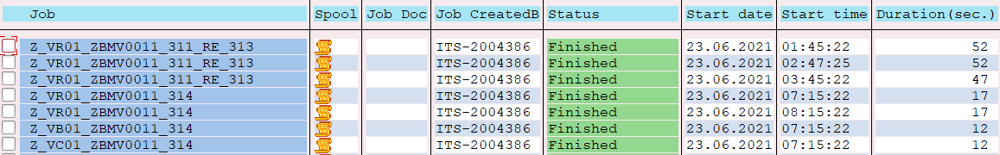 Job Spool Job Doc Job CreatedB Status Start date Start time Duration(sec.)
Z_VR01_ZBMV0011_311_RE_313 ITS-2004386 Finished 23.06.2021 01:45:22 52
Z_VR01_ZBMV0011_311_RE_313 ITS-2004386 Finished 23.06.2021 02:47:25 52
Z_VR01_ZBMV0011_311_RE_313 ITS-2004386 Finished 23.06.2021 03:45:22 47
Z_VR01_ZBMV0011_314 ITS-2004386 Finished 23.06.2021 07:15:22 17
Z_VR01_ZBMV0011_314 ITS-2004386 Finished 23.06.2021 08:15:22 17
Z_VB01_ZBMV0011_314 ITS-2004386 Finished 23.06.2021 07:15:22 12
Z_VC01_ZBMV0011_314 ITS-2004386 Finished 23.06.2021 07:15:22 12